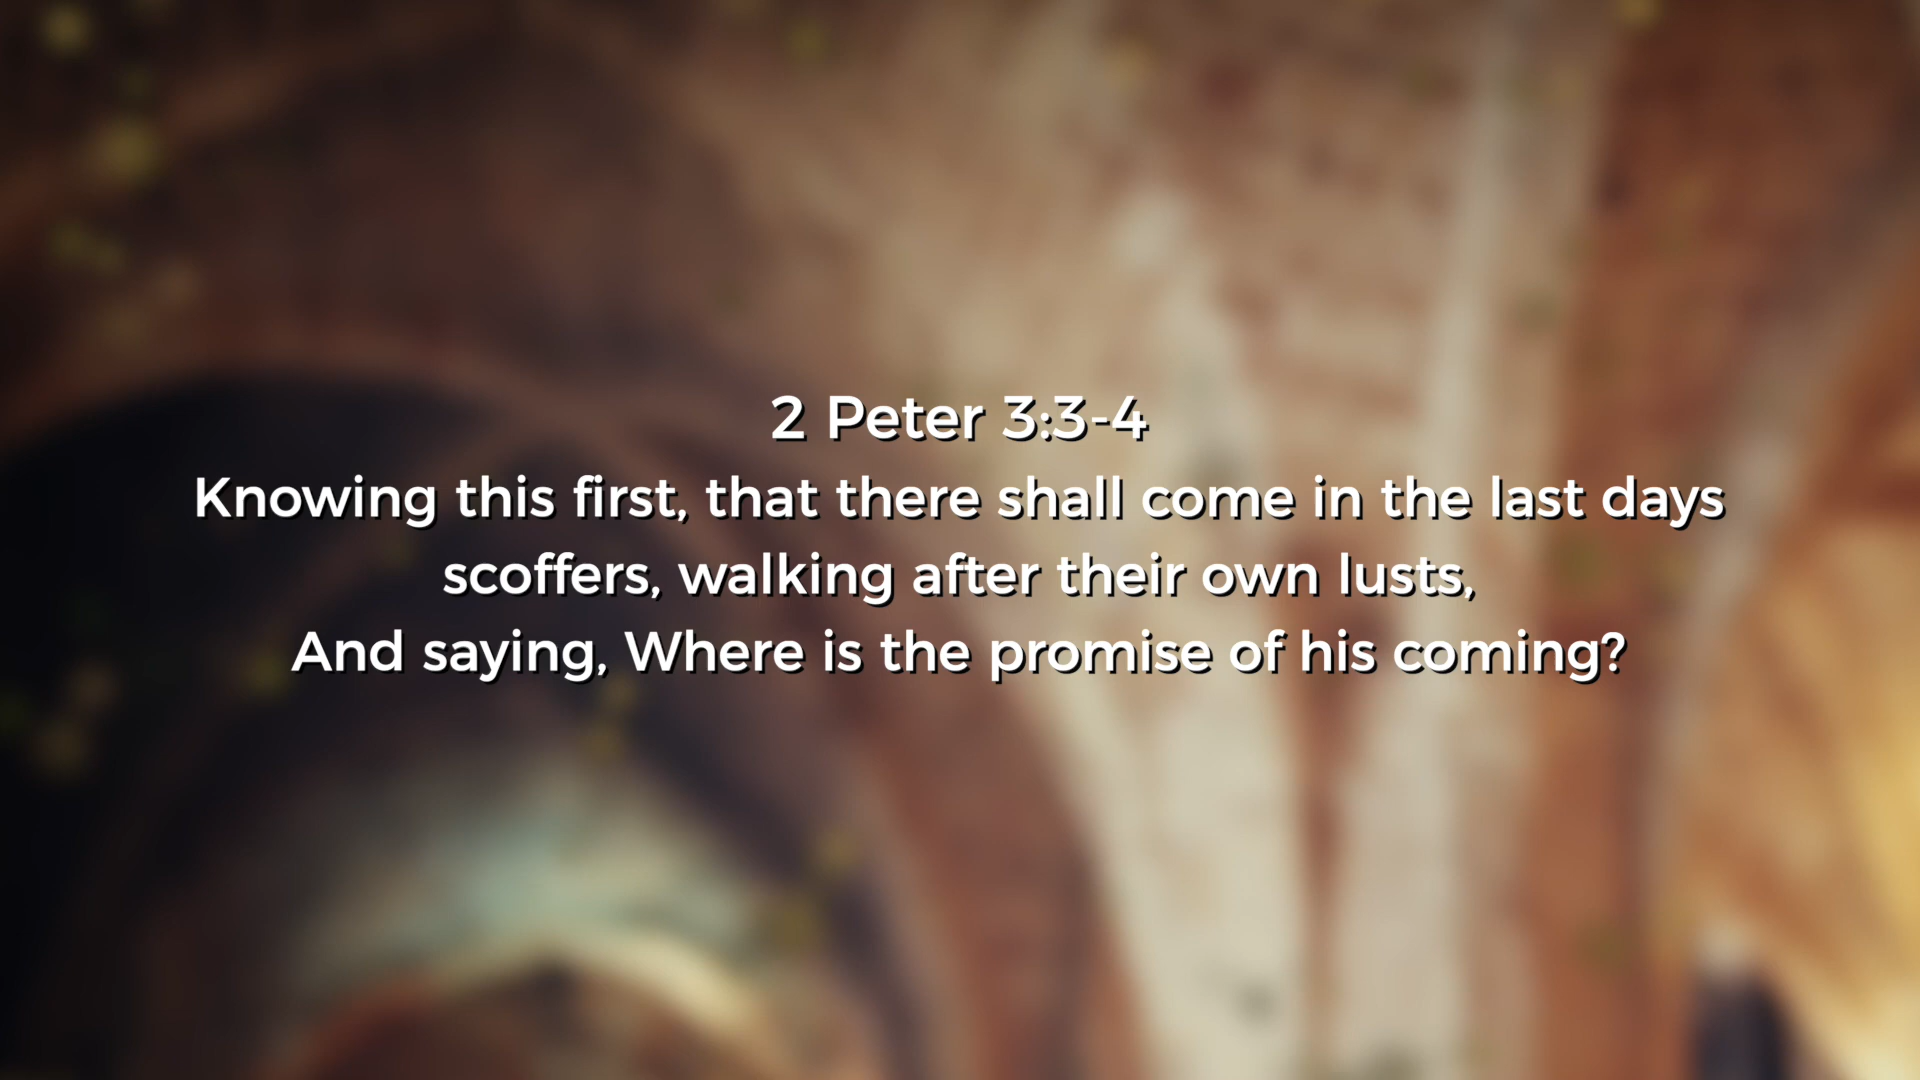 2 Peter 3:3-4
Knowing this first, that there shall come in the last days
scoffers, walking after their own lusts,
And saying, Where is the promise of his coming?